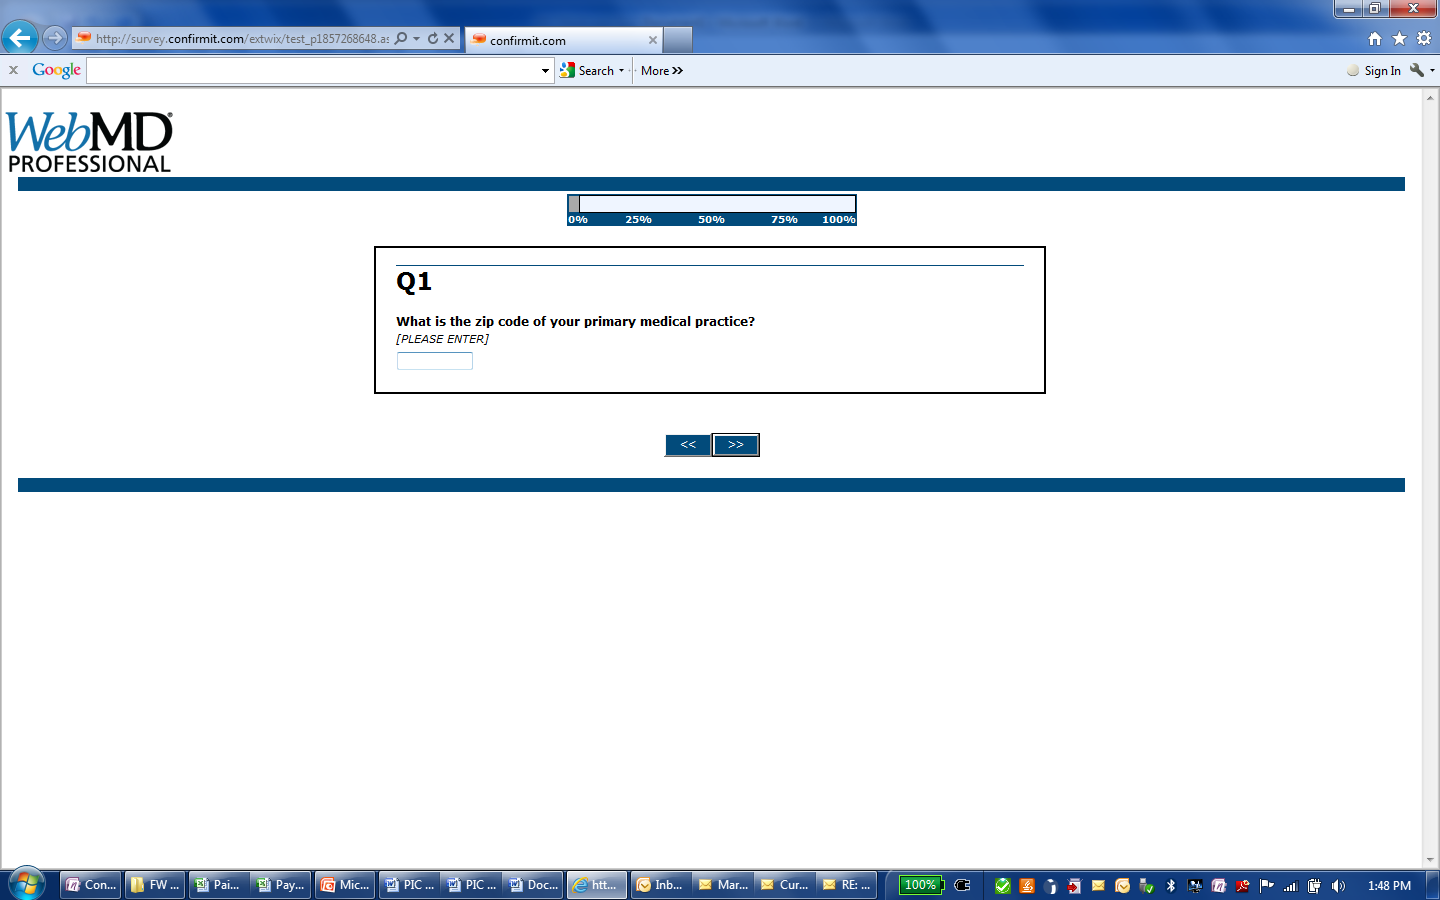 http://survey.confirmit.com/extwix/test_p1857268648.as
confirmit.com
x Google
Search
More »
Sign In
WebMD®
PROFESSIONAL
0% 25% 50% 75% 100%
Q1
What is the zip code of your primary medical practice?
[PLEASE ENTER]
<< >>
Con... FW ... Pai... Pay... Mic... PIC ... PIC ... Doc... htt... Inb... Mar... Cur... RE: ... 100% 1:48 PM